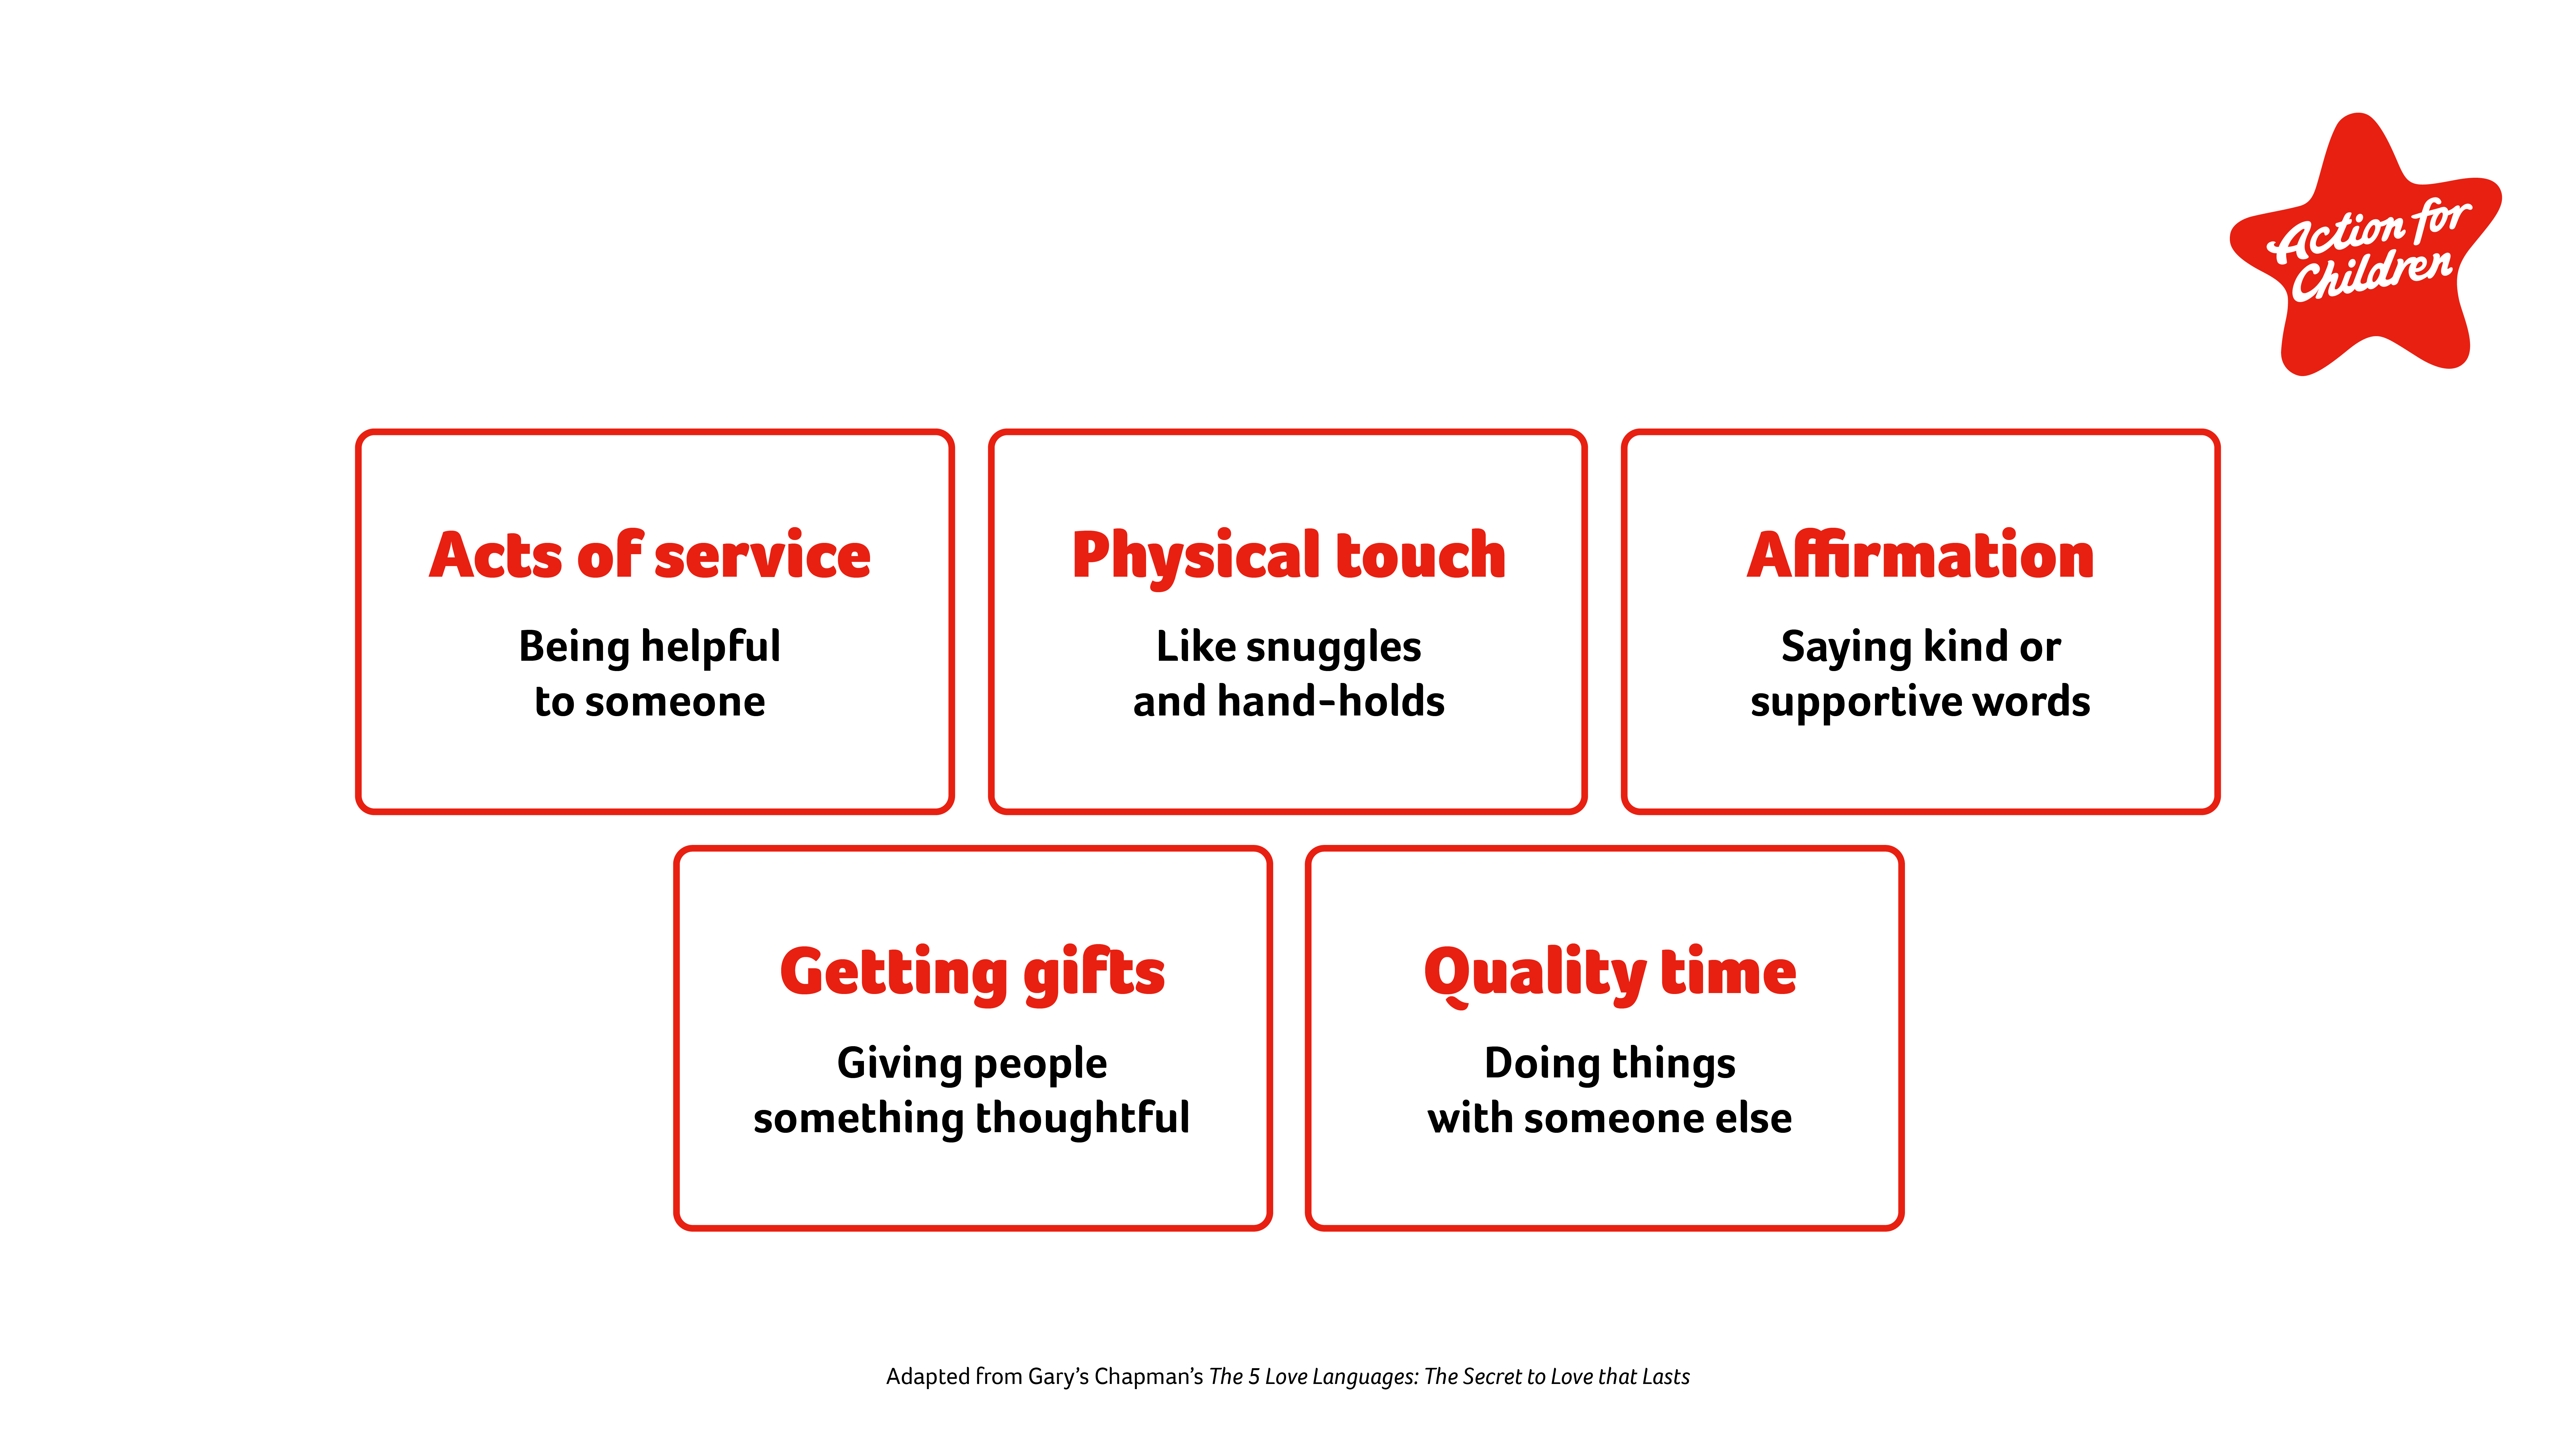 Action for
Children
Acts of service
Being helpful
to someone
Physical touch
Like snuggles
and hand-holds
Affirmation
Saying kind or
supportive words
Getting gifts
Giving people
something thoughtful
Quality time
Doing things
with someone else
Adapted from Gary’s Chapman’s The 5 Love Languages: The Secret to Love that Lasts